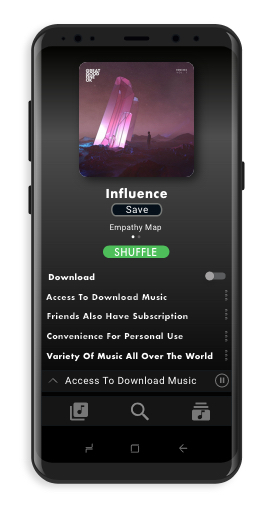 Influence
Save
Empathy Map
SHUFFLE
Download
Access To Download Music
Friends Also Have Subscription
Convenience For Personal Use
Variety Of Music All Over The World
Access To Download Music